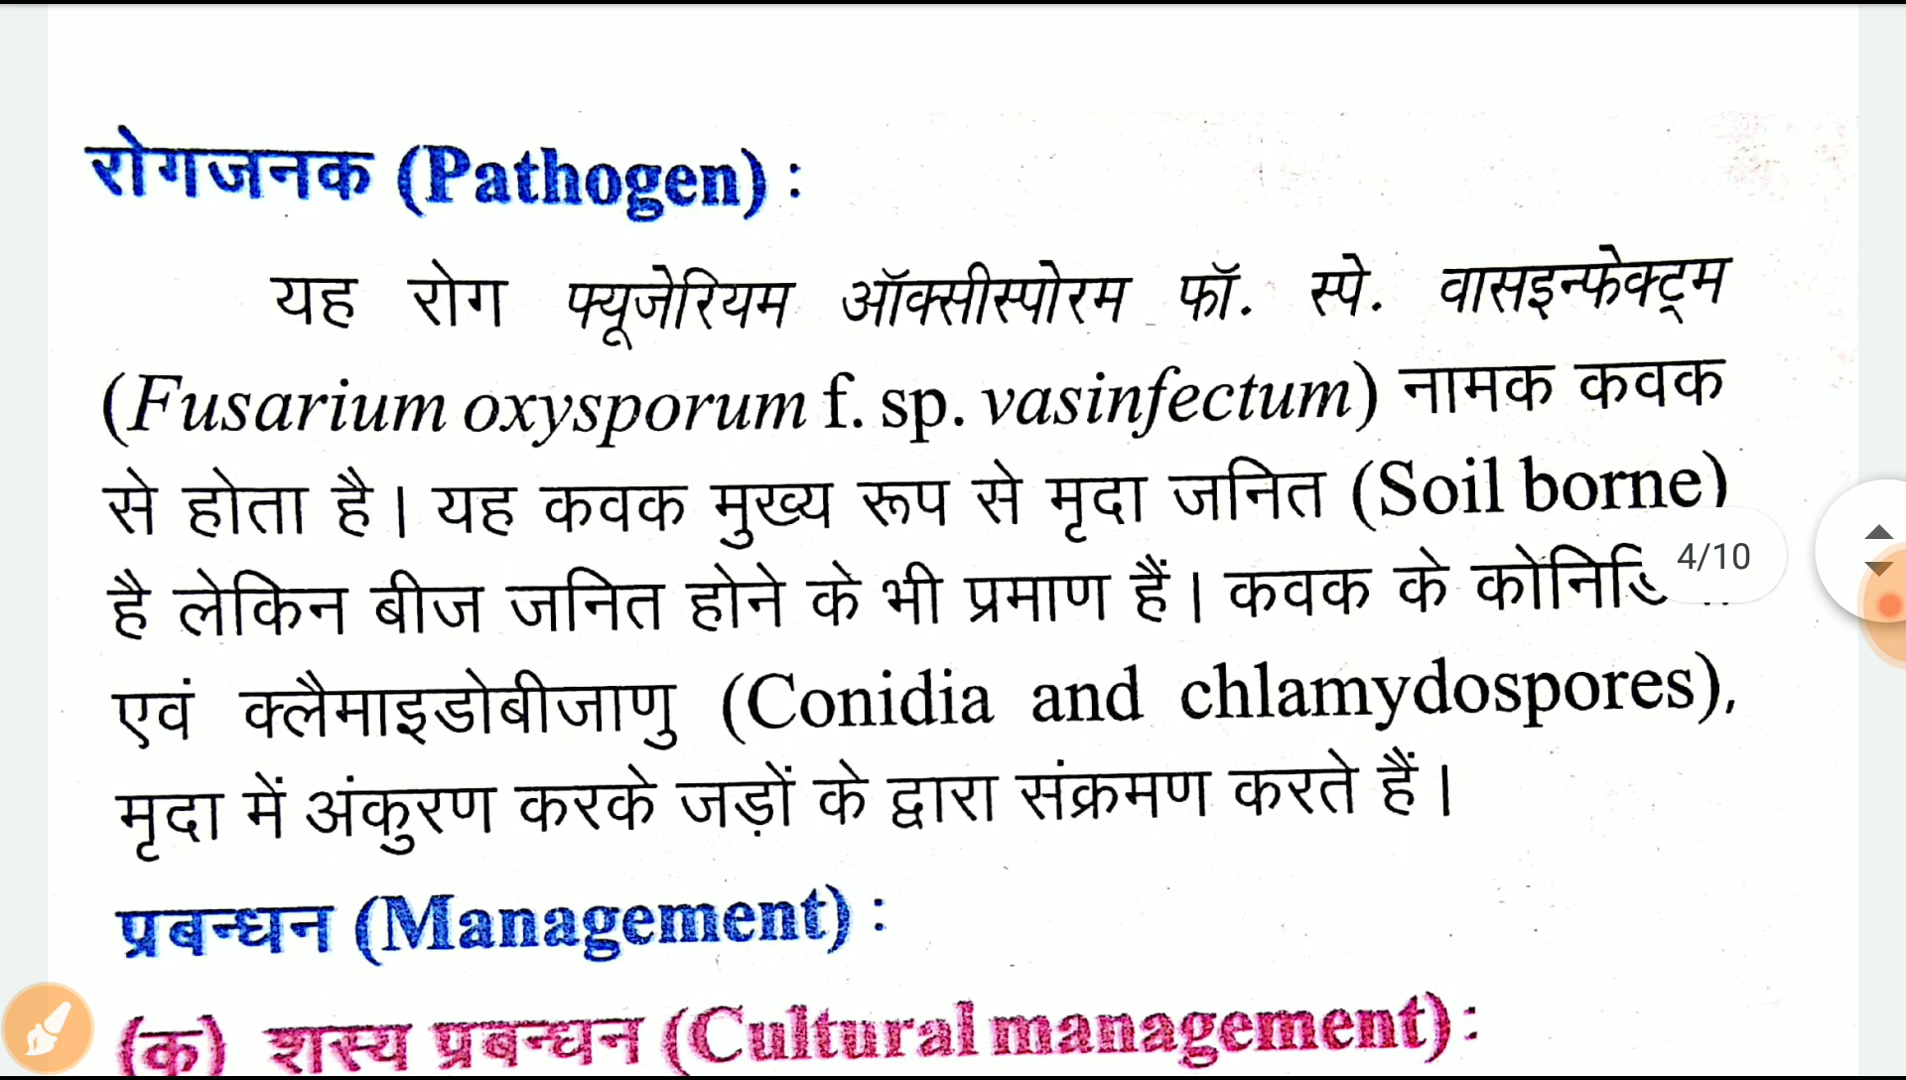 रोगजनक (Pathogen) :
यह रोग फ्यूजेरियम ऑक्सीस्पोरम फॉ. स्पे. वासइन्फेक्ट्रम
(Fusarium oxysporum f. sp. vasinfectum) नामक कवक
से होता है। यह कवक मुख्य रूप से मृदा जनित (Soil borne)
है लेकिन बीज जनित होने के भी प्रमाण हैं। कवक के
4/10
एवं क्लैमाइडोबीजाणु (Conidia and chlamydospores),
मृदा में अंकुरण करके जड़ों के द्वारा संक्रमण करते हैं।
प्रबन्धन (Management) :
(क) शस्य प्रबन्धन (Cultural management) :